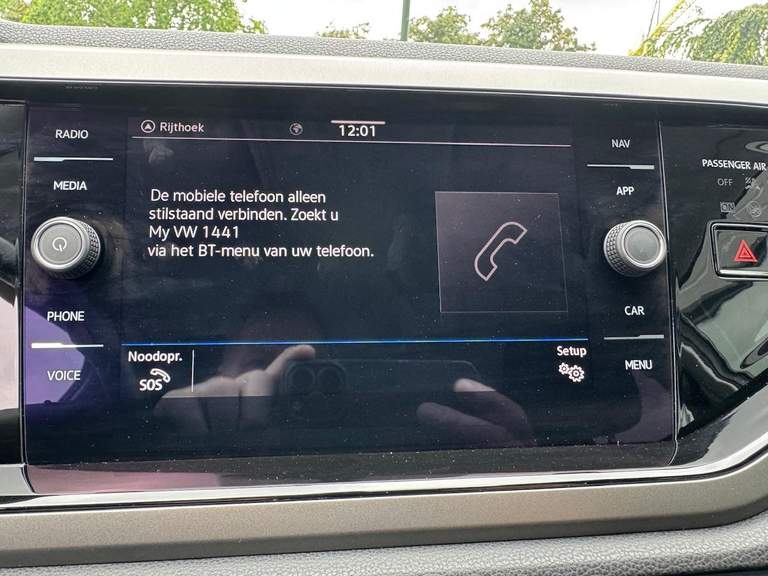 RADIO
MEDIA
PHONE
VOICE
Rijthoek
12:01
De mobiele telefoon alleen
stilstaand verbinden. Zoekt u
My VW 1441
via het BT-menu van uw telefoon.
Noodopr.
SOS
Setup
NAV
APP
CAR
MENU
PASSENGER AIR
OFF
ON